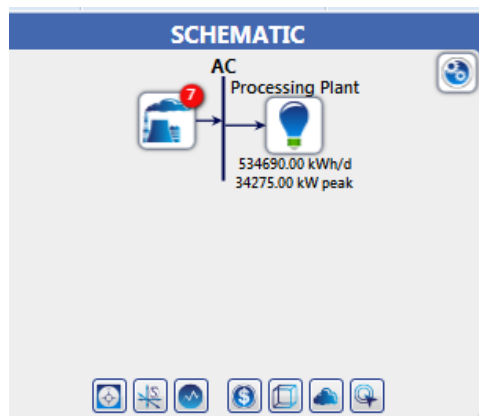 SCHEMATIC
AC
7
Processing Plant
534690.00 kWh/d
34275.00 kW peak